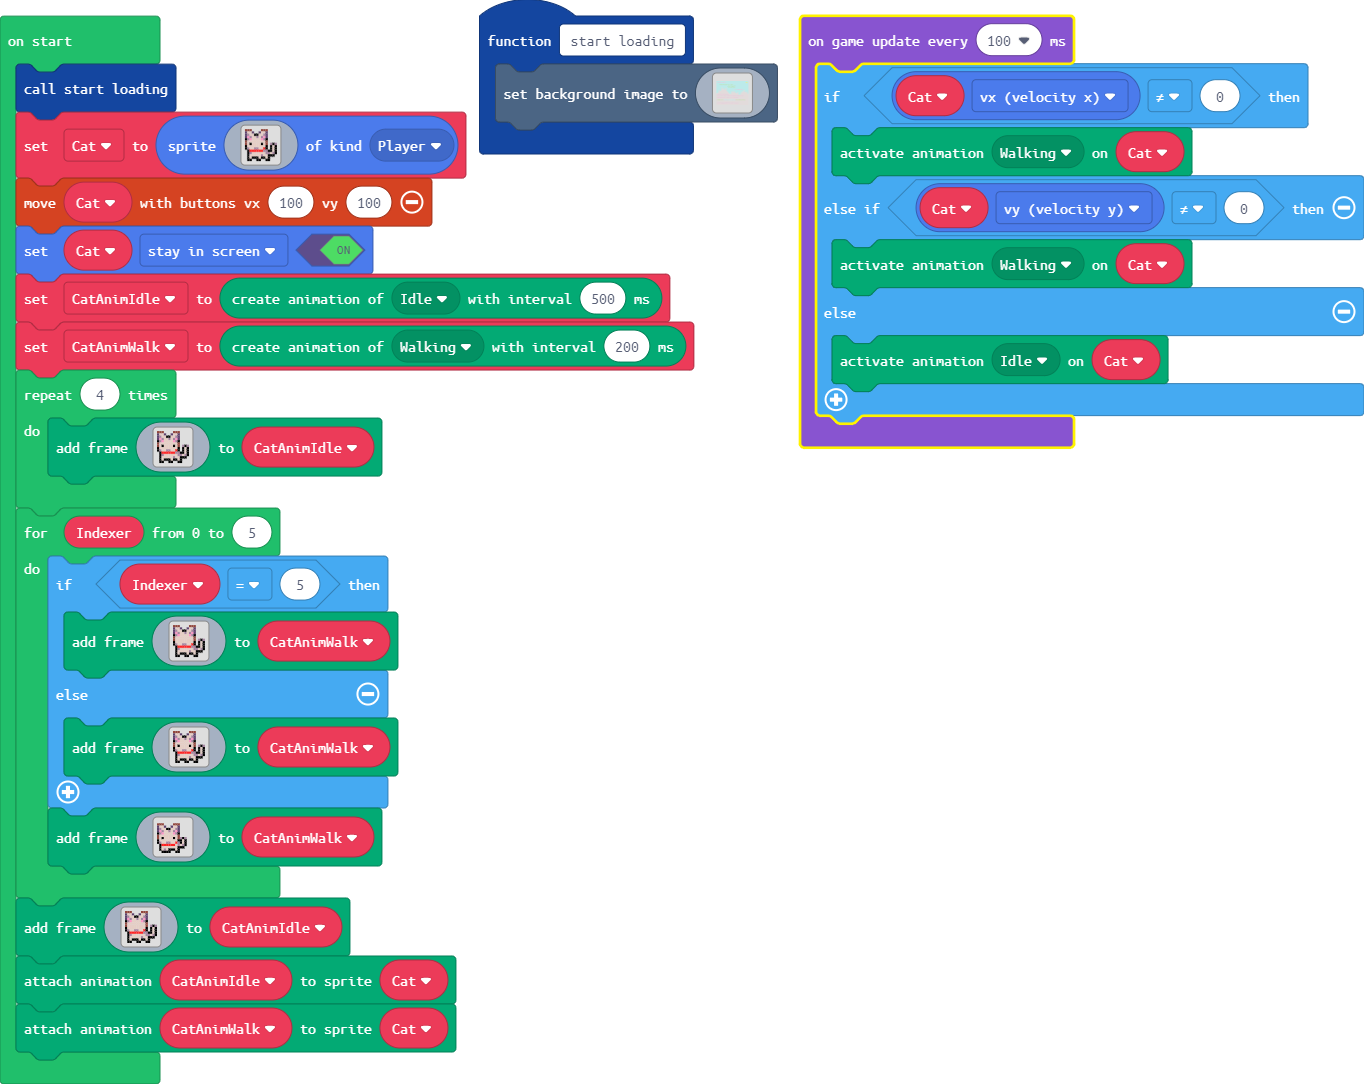 on start
call start loading
set Cat to sprite of kind Player
move Cat with buttons vx 100 vy 100
set Cat stay in screen ON
set CatAnimIdle to create animation of Idle with interval 500 ms
set CatAnimWalk to create animation of Walking with interval 200 ms
repeat 4 times
do
add frame to CatAnimIdle
for Indexer from 0 to 5
do
if Indexer = 5 then
add frame to CatAnimWalk
else
add frame to CatAnimWalk
add frame to CatAnimWalk
add frame to CatAnimIdle
attach animation CatAnimIdle to sprite Cat
attach animation CatAnimWalk to sprite Cat
function start loading
set background image to
on game update every 100 ms
if Cat vx (velocity x) ≠ 0 then
activate animation Walking on Cat
else if Cat vy (velocity y) ≠ 0 then
activate animation Walking on Cat
else
activate animation Idle on Cat